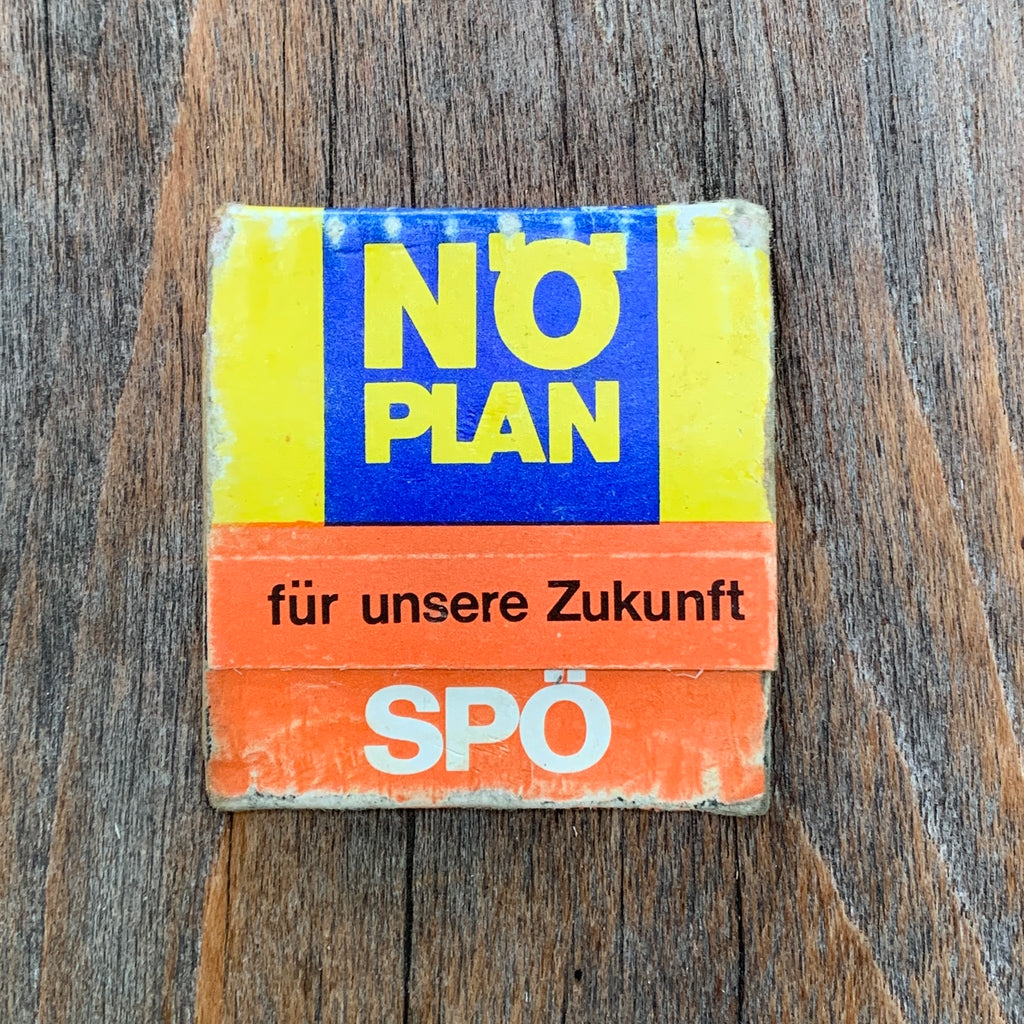 NÖ
PLAN
für unsere Zukunft
SPÖ